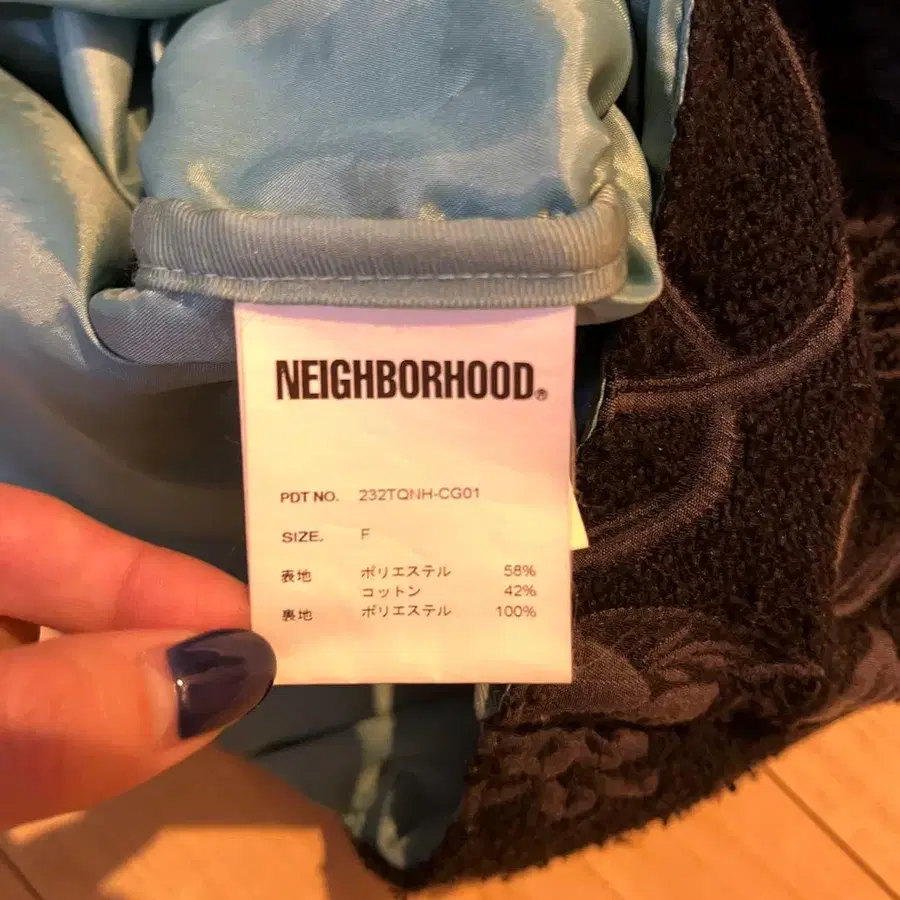 NEIGHBORHOOD®
PDT NO. 232TQNH-CG01
SIZE. F
表地 ポリエステル 58%
コットン 42%
裏地 ポリエステル 100%